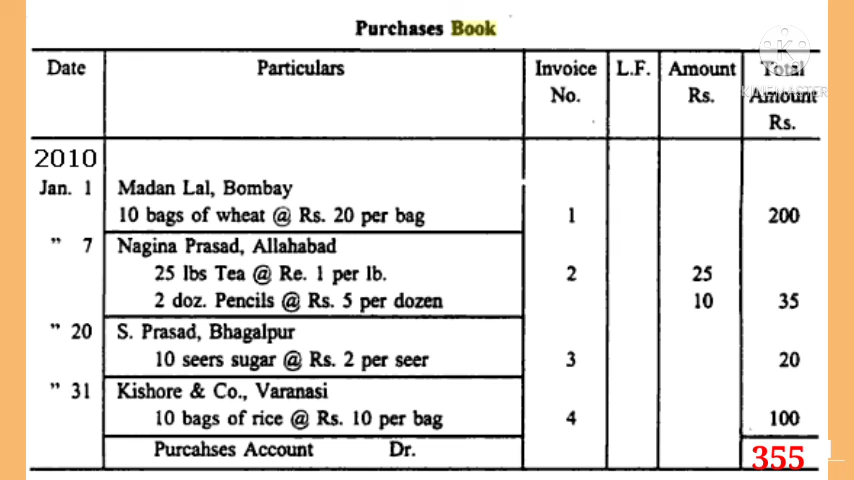 Purchases Book
Date Particulars Invoice No. L.F. Amount Rs. Total Amount Rs.
KINEMASTER
2010
Jan. 1 Madan Lal, Bombay
10 bags of wheat @ Rs. 20 per bag 1 200
” 7 Nagina Prasad, Allahabad
25 lbs Tea @ Re. 1 per lb. 2 25
2 doz. Pencils @ Rs. 5 per dozen 10 35
” 20 S. Prasad, Bhagalpur
10 seers sugar @ Rs. 2 per seer 3 20
” 31 Kishore & Co., Varanasi
10 bags of rice @ Rs. 10 per bag 4 100
Purcahses Account Dr. 355